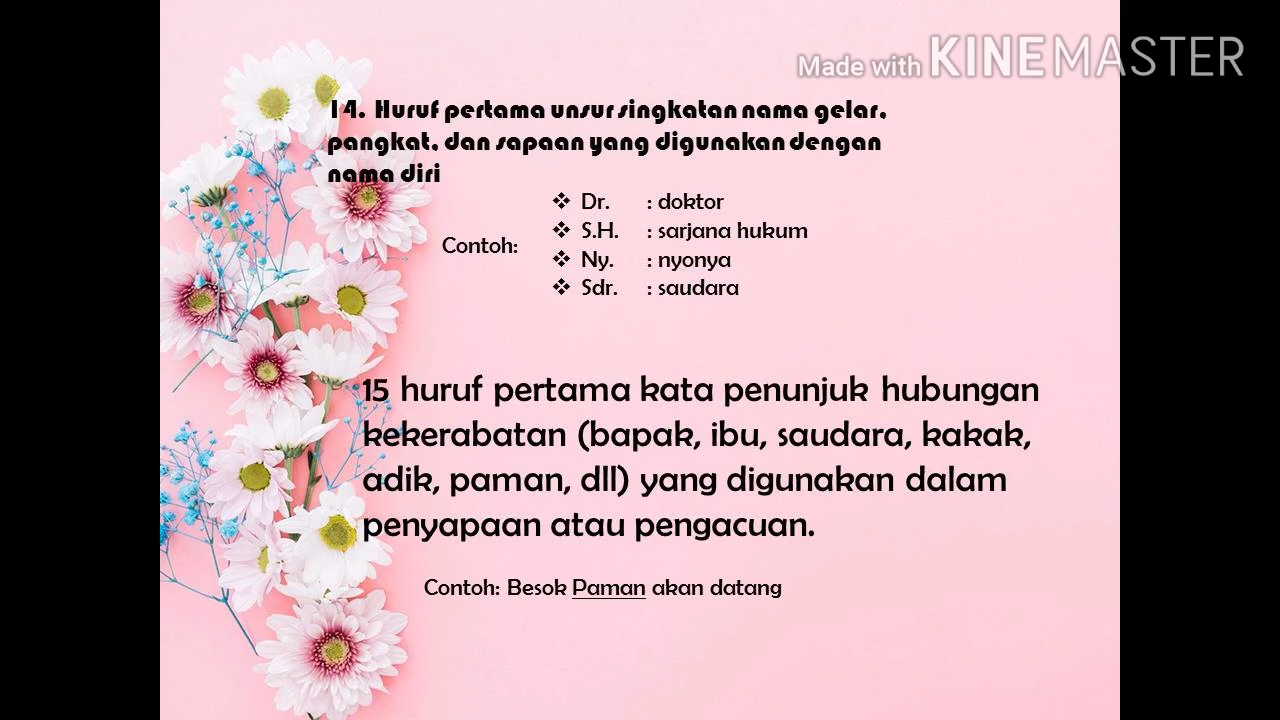 Made with KINEMASTER
14. Huruf pertama unsur singkatan nama gelar,
pangkat, dan sapaan yang digunakan dengan
nama diri
Contoh:
❖ Dr. : doktor
❖ S.H. : sarjana hukum
❖ Ny. : nyonya
❖ Sdr. : saudara
15 huruf pertama kata penunjuk hubungan
kekerabatan (bapak, ibu, saudara, kakak,
adik, paman, dll) yang digunakan dalam
penyapaan atau pengacuan.
Contoh: Besok Paman akan datang